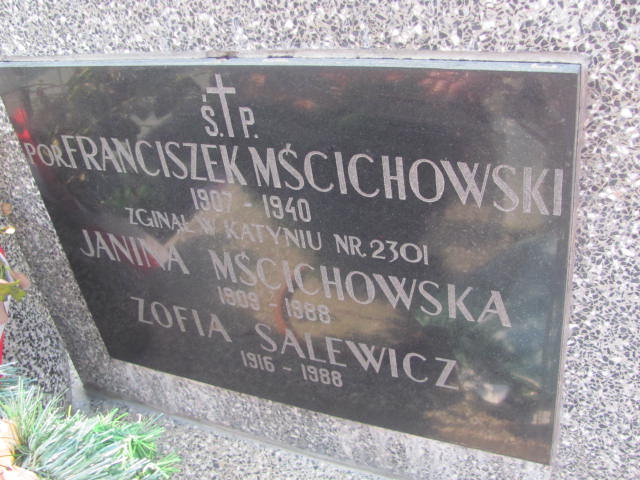 Ś.P.
POR. FRANCISZEK MŚCICHOWSKI
1907 - 1940
ZGINĄŁ W KATYNIU NR. 2301
JANINA MŚCICHOWSKA
1909 - 1988
ZOFIA SALEWICZ
1916 - 1988